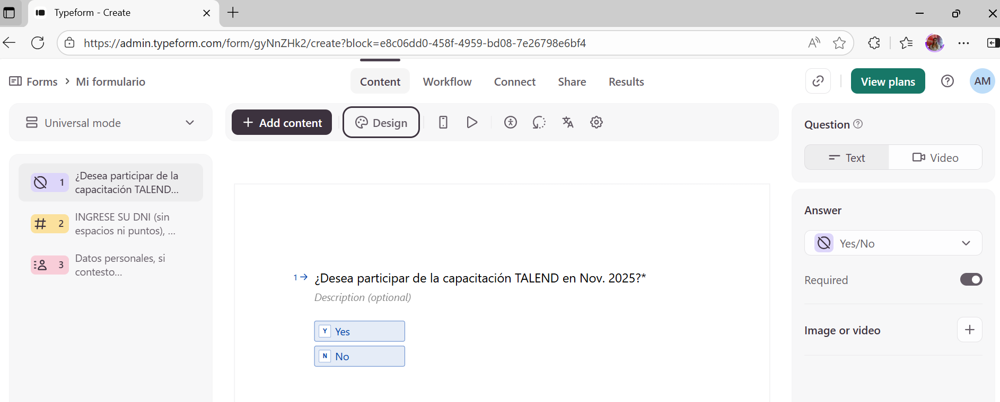 Typeform - Create
https://admin.typeform.com/form/gyNnZHk2/create?block=e8c06dd0-458f-4959-bd08-7e26798e6bf4
Forms > Mi formulario
Content
Workflow
Connect
Share
Results
View plans
AM
Universal mode
+ Add content
Design
1
¿Desea participar de la
capacitación TALEND...
2
INGRESE SU DNI (sin
espacios ni puntos), ...
3
Datos personales, si
contesto...
1→ ¿Desea participar de la capacitación TALEND en Nov. 2025?*
Description (optional)
Y Yes
N No
Question
Text
Video
Answer
Yes/No
Required
Image or video